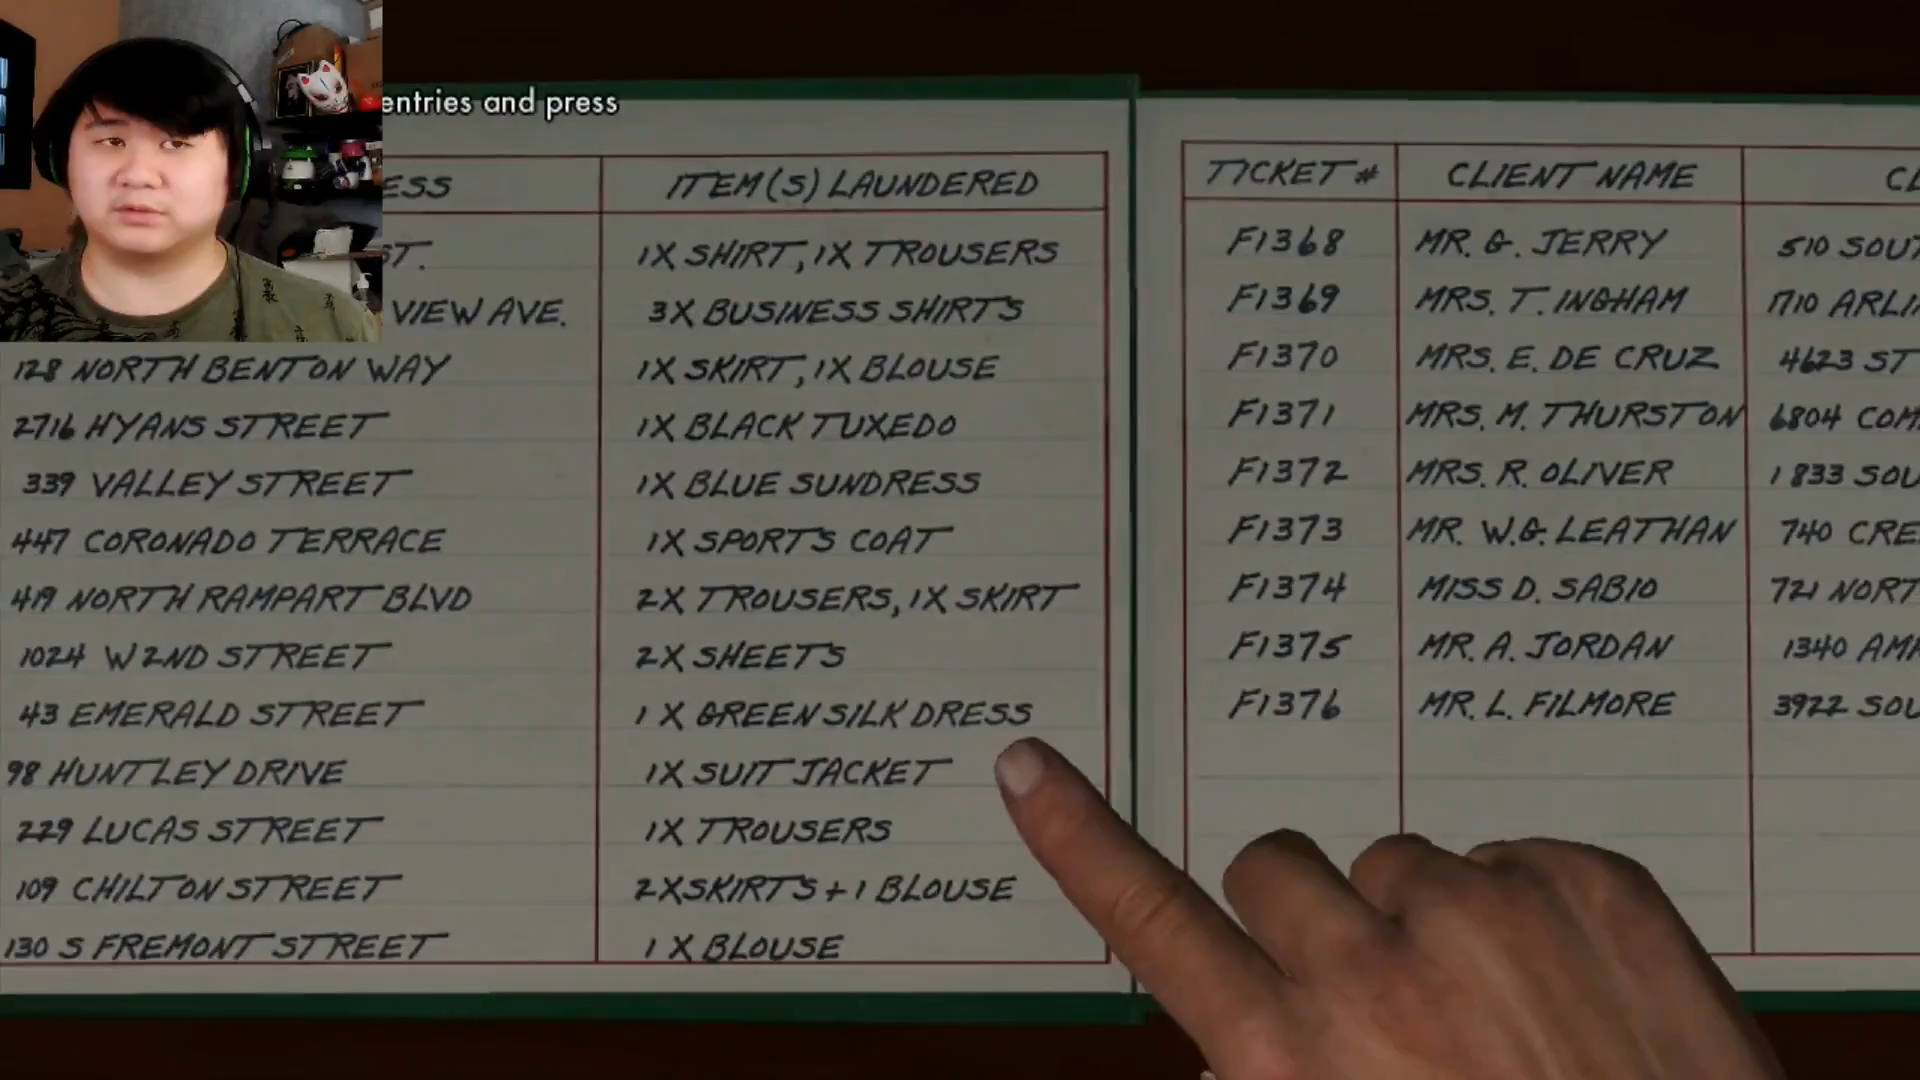 entries and press
ESS ITEM(S) LAUNDERED
ST. 1X SHIRT, 1X TROUSERS
VIEW AVE. 3X BUSINESS SHIRTS
128 NORTH BENTON WAY 1X SKIRT, 1X BLOUSE
2716 HYANS STREET 1X BLACK TUXEDO
339 VALLEY STREET 1X BLUE SUNDRESS
447 CORONADO TERRACE 1X SPORTS COAT
419 NORTH RAMPART BLVD 2X TROUSERS, 1X SKIRT
1024 W 2ND STREET 2X SHEETS
43 EMERALD STREET 1 X GREEN SILK DRESS
98 HUNTLEY DRIVE 1X SUIT JACKET
229 LUCAS STREET 1X TROUSERS
109 CHILTON STREET 2X SKIRTS + 1 BLOUSE
130 S FREMONT STREET 1 X BLOUSE
TICKET # CLIENT NAME CL
F1368 MR. G. JERRY 510 SOUT
F1369 MRS. T. INGHAM 1710 ARLI
F1370 MRS. E. DE CRUZ 4623 ST
F1371 MRS. M. THURSTON 6804 COM
F1372 MRS. R. OLIVER 1833 SOU
F1373 MR. W.G. LEATHAN 740 CRE
F1374 MISS D. SABIO 721 NORT
F1375 MR. A. JORDAN 1340 AM
F1376 MR. L. FILMORE 3922 SOU